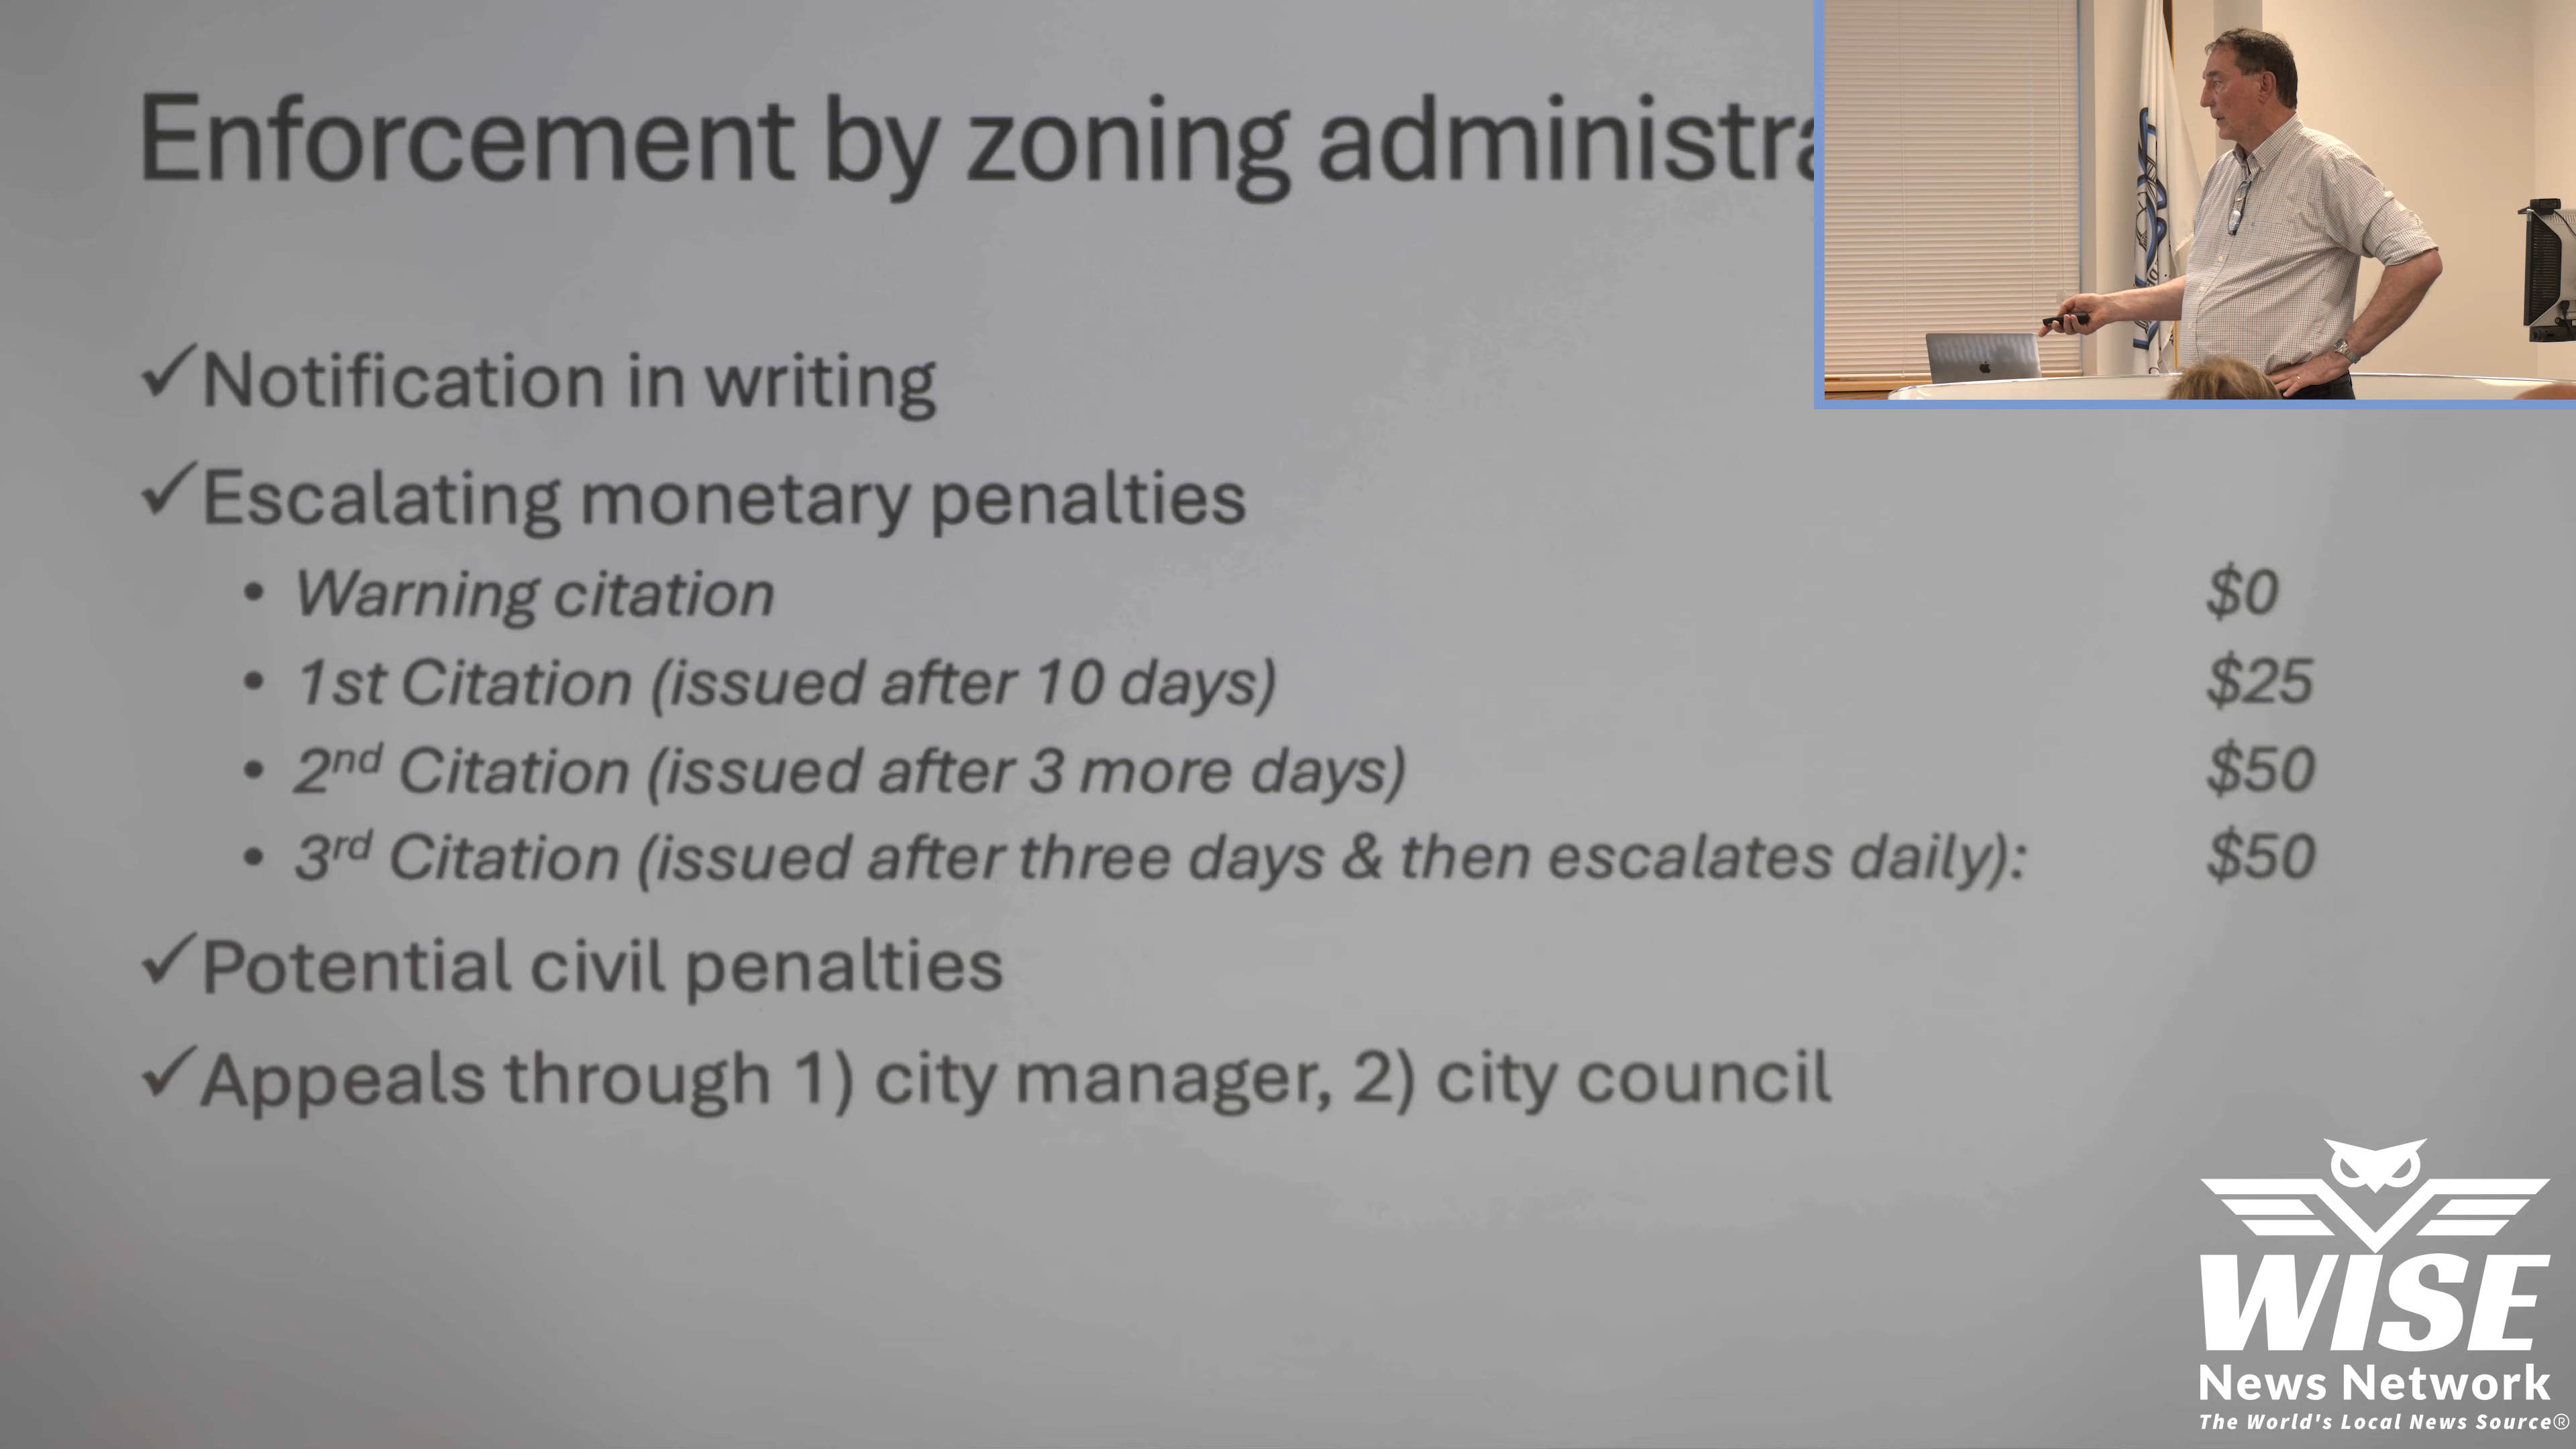 Enforcement by zoning
✓Notification in writing
✓Escalating monetary penalties
• Warning citation $0
• 1st Citation (issued after 10 days) $25
• 2nd Citation (issued after 3 more days) $50
• 3rd Citation (issued after three days & then escalates daily): $50
✓Potential civil penalties
✓Appeals through 1) city manager, 2) city council
WISE
News Network
The World's Local News Source®